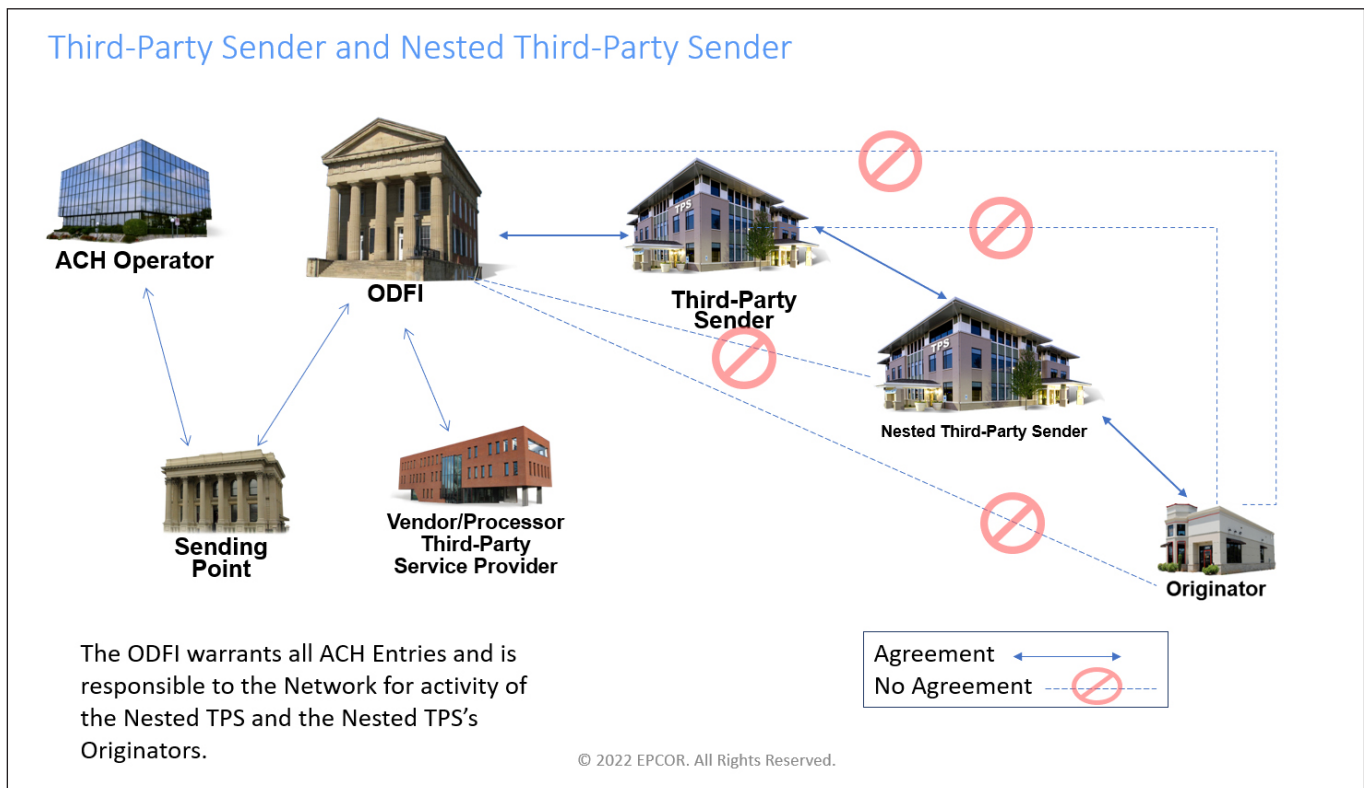 Third-Party Sender and Nested Third-Party Sender
ACH Operator
ODFI
TPS
Third-Party
Sender
TPS
Nested Third-Party Sender
Sending
Point
Vendor/Processor
Third-Party
Service Provider
Originator
The ODFI warrants all ACH Entries and is
responsible to the Network for activity of
the Nested TPS and the Nested TPS’s
Originators.
Agreement
No Agreement
© 2022 EPCOR. All Rights Reserved.